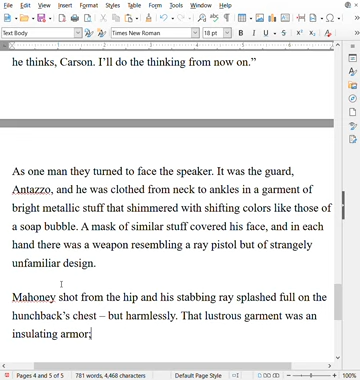 File Edit View Insert Format Styles Table Form Tools Window Help
Text Body Times New Roman 18 pt
he thinks, Carson. I’ll do the thinking from now on.”
As one man they turned to face the speaker. It was the guard,
Antazzo, and he was clothed from neck to ankles in a garment of
bright metallic stuff that shimmered with shifting colors like those of
a soap bubble. A mask of similar stuff covered his face, and in each
hand there was a weapon resembling a ray pistol but of strangely
unfamiliar design.
Mahoney shot from the hip and his stabbing ray splashed full on the
hunchback’s chest – but harmlessly. That lustrous garment was an
insulating armor;
Page 4 and 5 of 5 781 words, 4,468 characters Default Page Style 100%